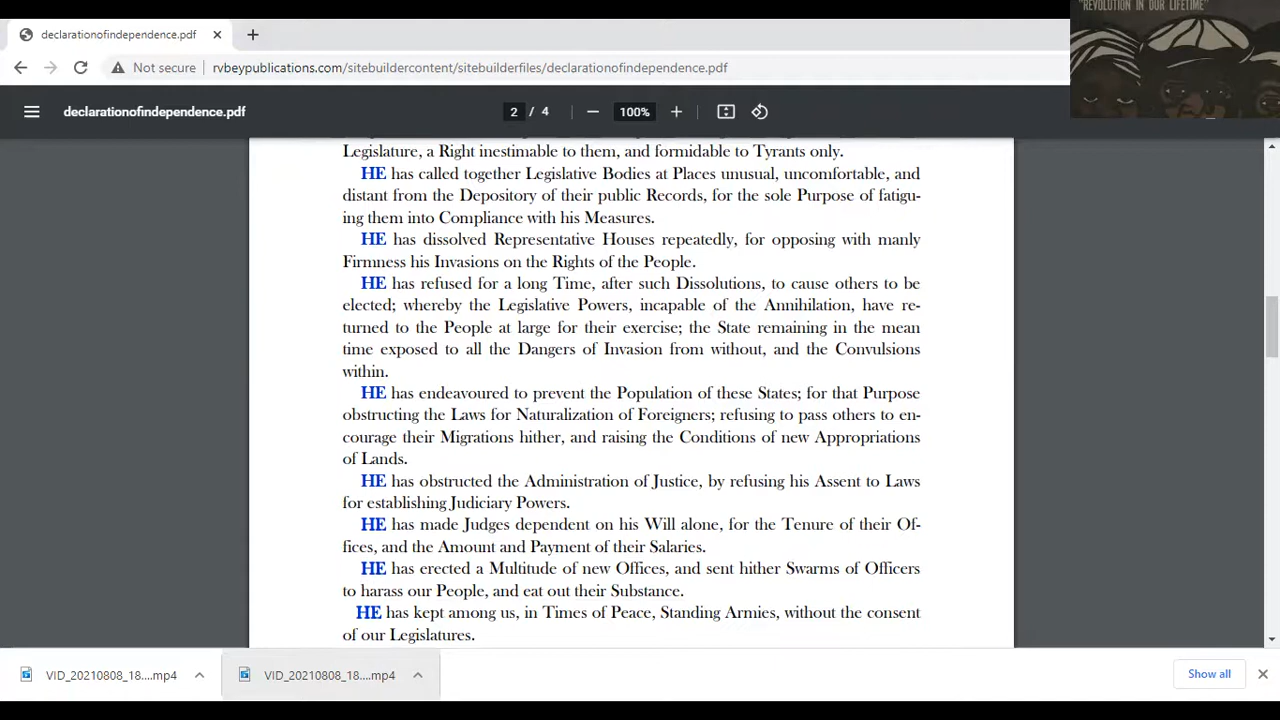 "REVOLUTION IN OUR LIFETIME"
declarationofindependence.pdf
Not secure
rvbeypublications.com/sitebuildercontent/sitebuilderfiles/declarationofindependence.pdf
declarationofindependence.pdf
2 / 4
100%
Legislature, a Right inestimable to them, and formidable to Tyrants only.
HE has called together Legislative Bodies at Places unusual, uncomfortable, and
distant from the Depository of their public Records, for the sole Purpose of fatigu-
ing them into Compliance with his Measures.
HE has dissolved Representative Houses repeatedly, for opposing with manly
Firmness his Invasions on the Rights of the People.
HE has refused for a long Time, after such Dissolutions, to cause others to be
elected; whereby the Legislative Powers, incapable of the Annihilation, have re-
turned to the People at large for their exercise; the State remaining in the mean
time exposed to all the Dangers of Invasion from without, and the Convulsions
within.
HE has endeavoured to prevent the Population of these States; for that Purpose
obstructing the Laws for Naturalization of Foreigners; refusing to pass others to en-
courage their Migrations hither, and raising the Conditions of new Appropriations
of Lands.
HE has obstructed the Administration of Justice, by refusing his Assent to Laws
for establishing Judiciary Powers.
HE has made Judges dependent on his Will alone, for the Tenure of their Of-
fices, and the Amount and Payment of their Salaries.
HE has erected a Multitude of new Offices, and sent hither Swarms of Officers
to harass our People, and eat out their Substance.
HE has kept among us, in Times of Peace, Standing Armies, without the consent
of our Legislatures.
VID_20210808_18....mp4
VID_20210808_18....mp4
Show all